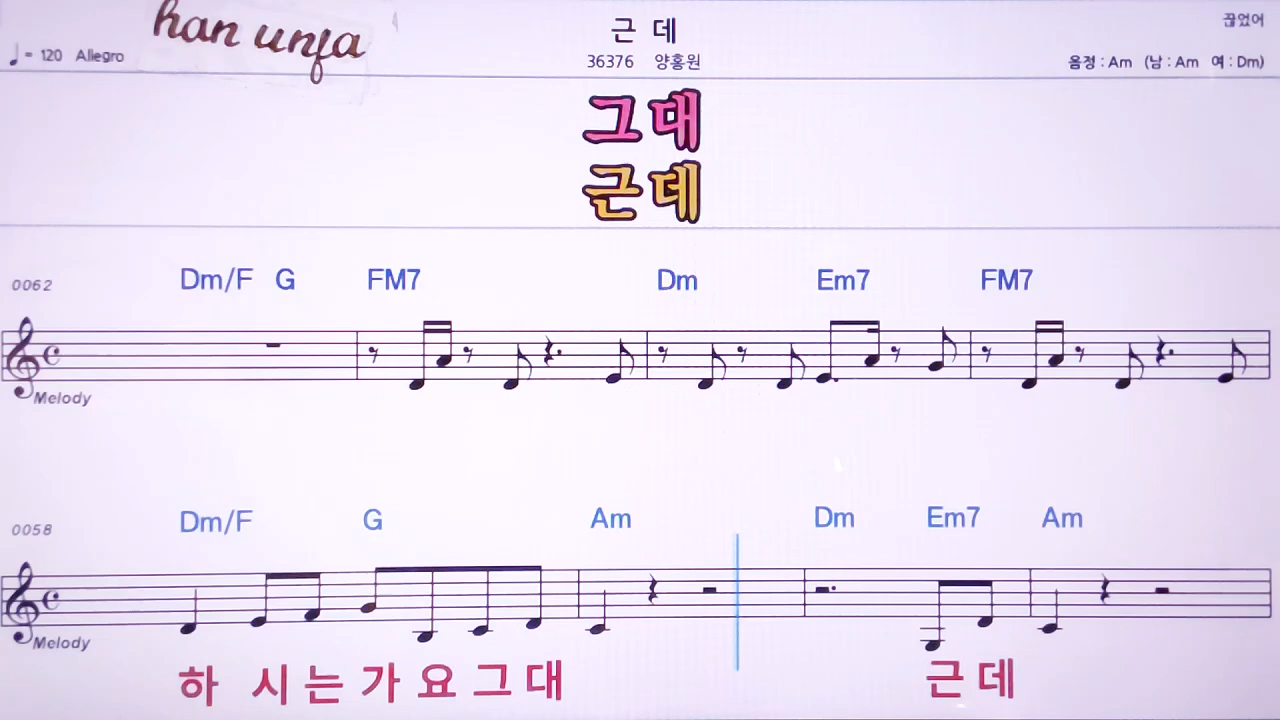 han unja
♩= 120 Allegro
근 데
36376 양홍원
끊었어
음정 : Am (남 : Am 여 : Dm)
그대
근데
0062 Dm/F G FM7 Dm Em7 FM7
Melody
0058 Dm/F G Am Dm Em7 Am
Melody
하 시 는 가 요 그 대 근 데